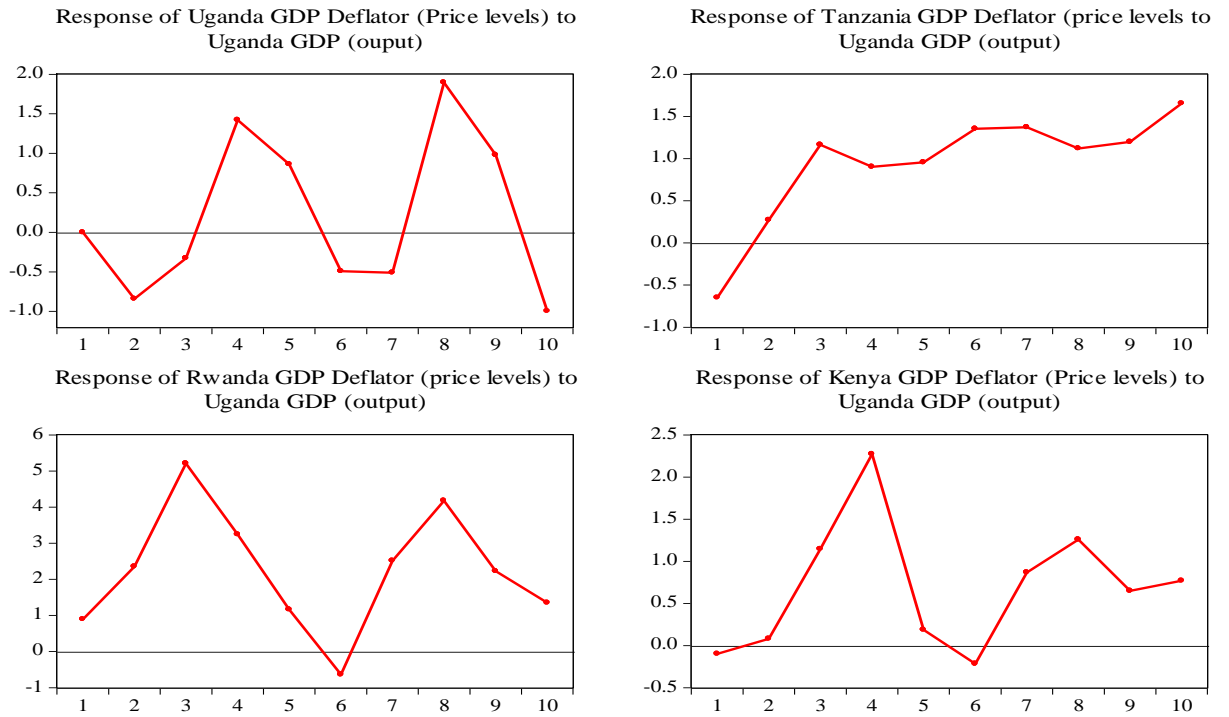 Response of Uganda GDP Deflator (Price levels) to
Uganda GDP (ouput)
2.0
1.5
1.0
0.5
0.0
-0.5
-1.0
1 2 3 4 5 6 7 8 9 10
Response of Tanzania GDP Deflator (price levels to
Uganda GDP (output)
2.0
1.5
1.0
0.5
0.0
-0.5
-1.0
1 2 3 4 5 6 7 8 9 10
Response of Rwanda GDP Deflator (price levels) to
Uganda GDP (output)
6
5
4
3
2
1
0
-1
1 2 3 4 5 6 7 8 9 10
Response of Kenya GDP Deflator (Price levels) to
Uganda GDP (output)
2.5
2.0
1.5
1.0
0.5
0.0
-0.5
1 2 3 4 5 6 7 8 9 10